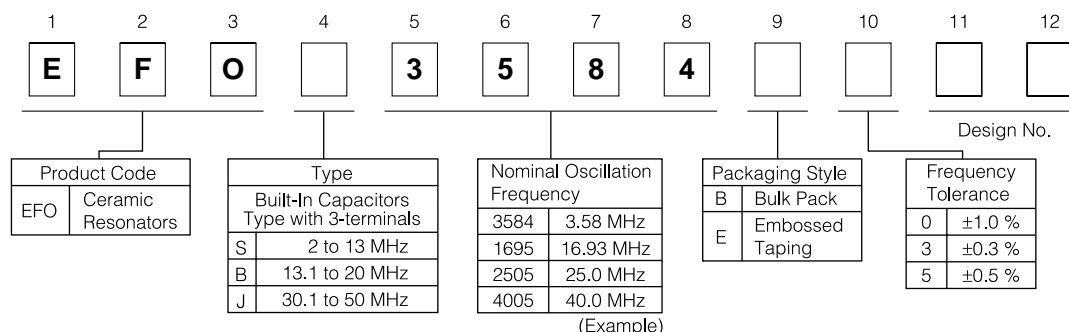 1 2 3 4 5 6 7 8 9 10 11 12
E F O 3 5 8 4
Design No.
Product Code
EFO Ceramic Resonators
Type
Built-In Capacitors
Type with 3-terminals
S 2 to 13 MHz
B 13.1 to 20 MHz
J 30.1 to 50 MHz
Nominal Oscillation
Frequency
3584 3.58 MHz
1695 16.93 MHz
2505 25.0 MHz
4005 40.0 MHz
(Example)
Packaging Style
B Bulk Pack
E Embossed Taping
Frequency
Tolerance
0 ±1.0 %
3 ±0.3 %
5 ±0.5 %